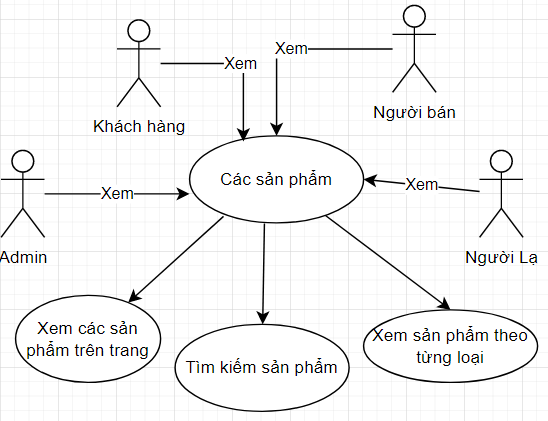 Xem
Xem
Khách hàng
Người bán
Các sản phẩm
Xem
Xem
Admin
Người Lạ
Xem các sản
phẩm trên trang
Tìm kiếm sản phẩm
Xem sản phẩm theo
từng loại